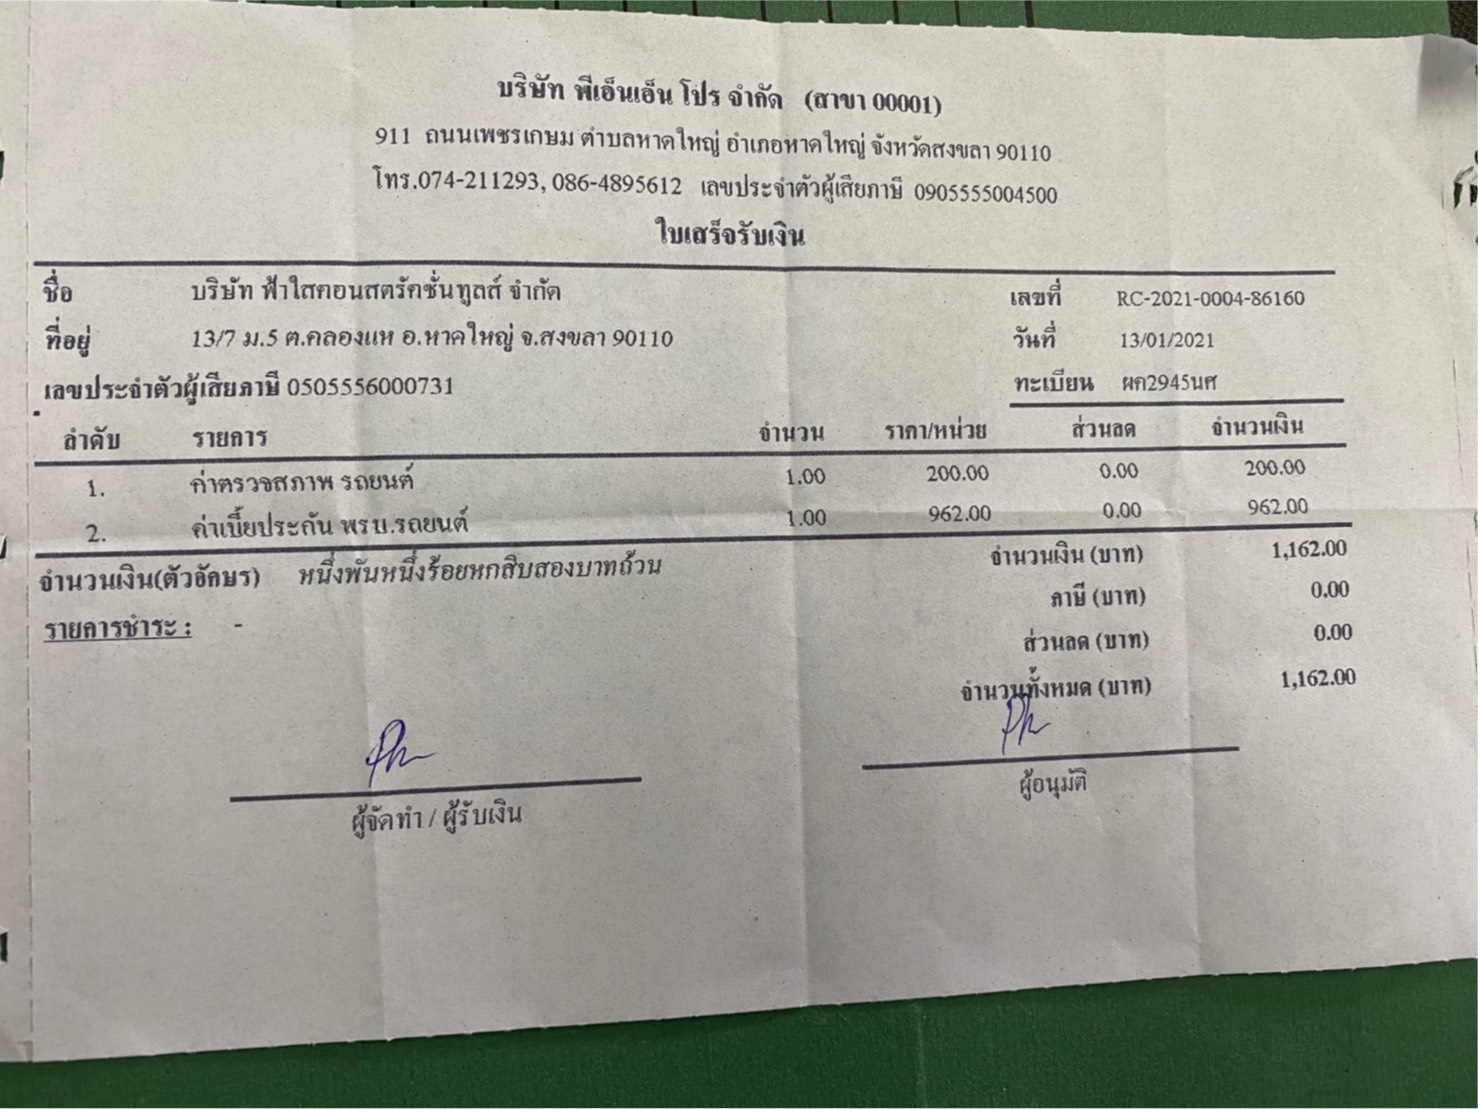 บริษัท พีเอ็นเอ็น โปร จำกัด (สาขา 00001)
911 ถนนเพชรเกษม ตำบลหาดใหญ่ อำเภอหาดใหญ่ จังหวัดสงขลา 90110
โทร.074-211293, 086-4895612 เลขประจำตัวผู้เสียภาษี 0905555004500
ใบเสร็จรับเงิน
ชื่อ บริษัท ฟ้าใสคอนสตรัคชั่นทูลส์ จำกัด เลขที่ RC-2021-0004-86160
ที่อยู่ 13/7 ม.5 ต.คลองแห อ.หาดใหญ่ จ.สงขลา 90110 วันที่ 13/01/2021
เลขประจำตัวผู้เสียภาษี 0505556000731 ทะเบียน ผค2945นศ
ลำดับ รายการ จำนวน ราคา/หน่วย ส่วนลด จำนวนเงิน
1. ค่าตรวจสภาพ รถยนต์ 1.00 200.00 0.00 200.00
2. ค่าเบี้ยประกัน พรบ.รถยนต์ 1.00 962.00 0.00 962.00
จำนวนเงิน(ตัวอักษร) หนึ่งพันหนึ่งร้อยหกสิบสองบาทถ้วน จำนวนเงิน (บาท) 1,162.00
ภาษี (บาท) 0.00
รายการชำระ : - ส่วนลด (บาท) 0.00
จำนวนทั้งหมด (บาท) 1,162.00
ผู้จัดทำ / ผู้รับเงิน ผู้อนุมัติ